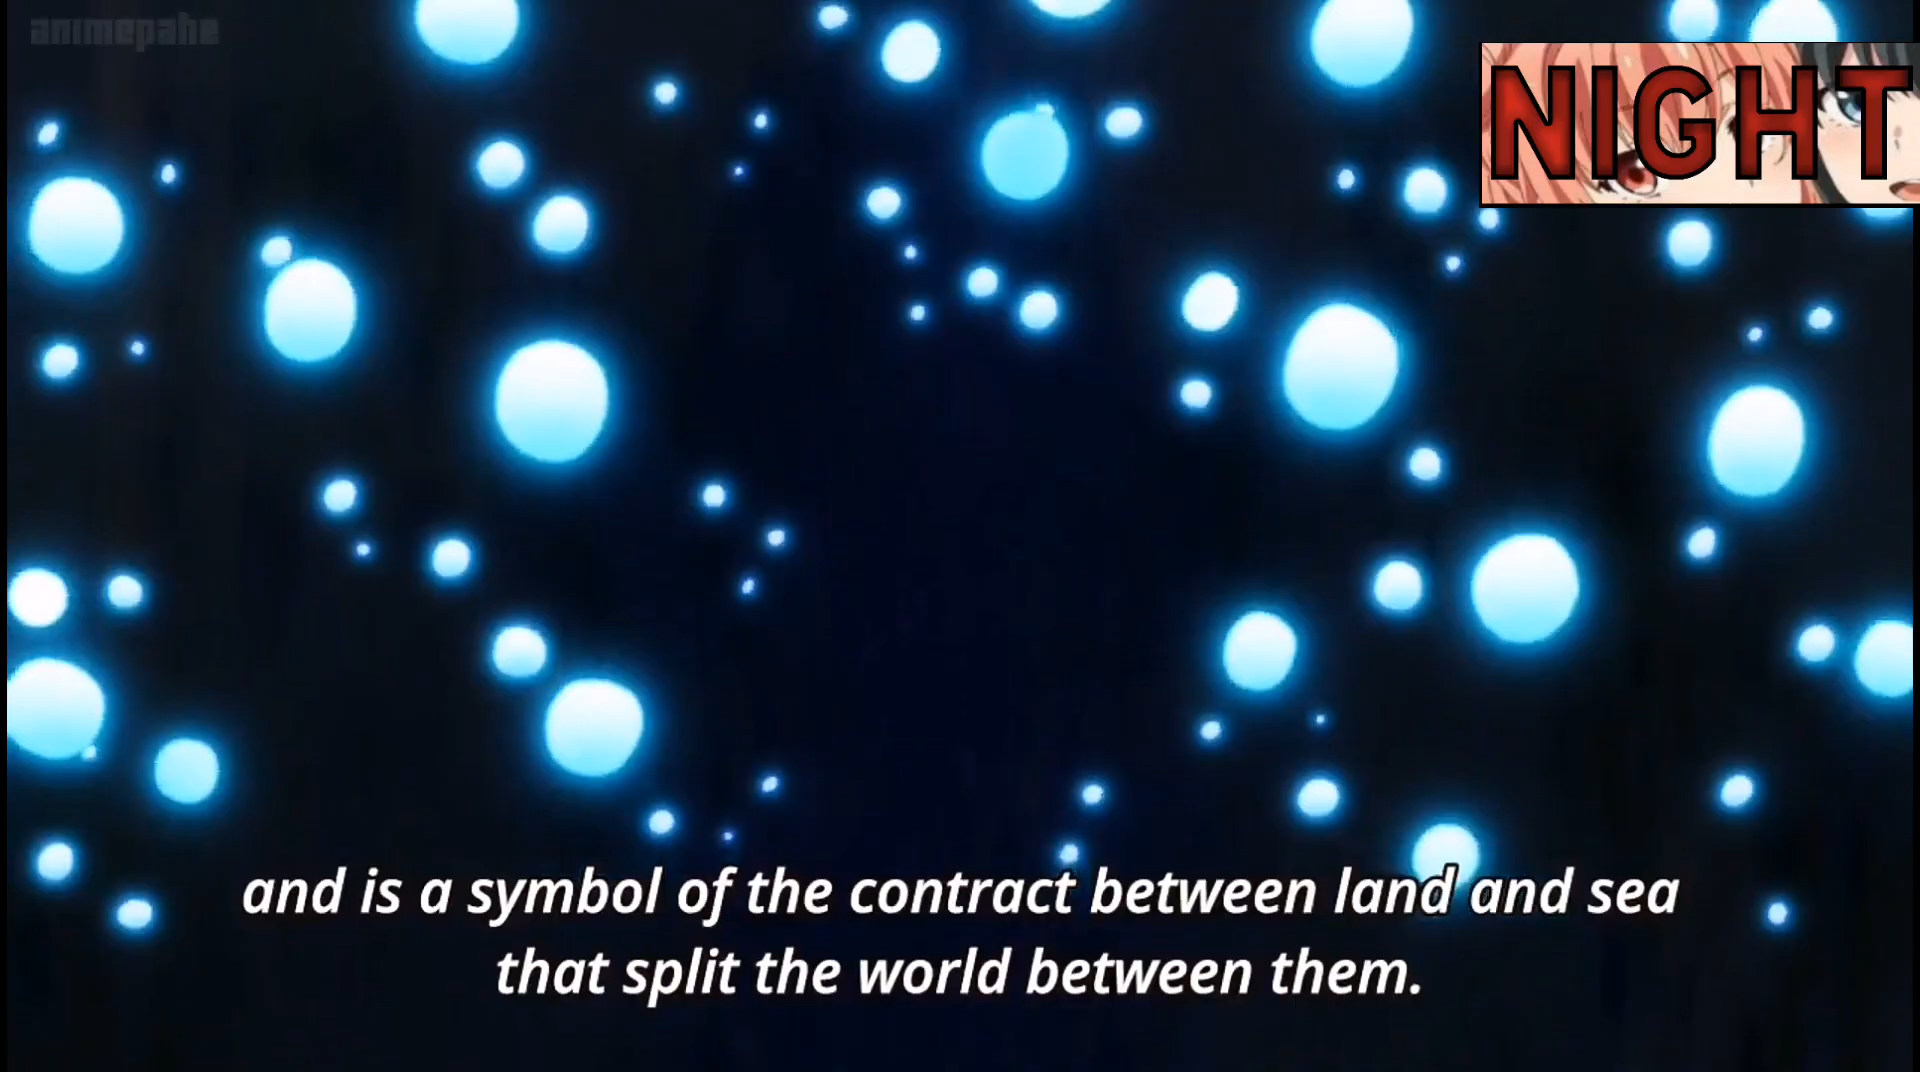 animepahe
NIGHT
and is a symbol of the contract between land and sea
that split the world between them.